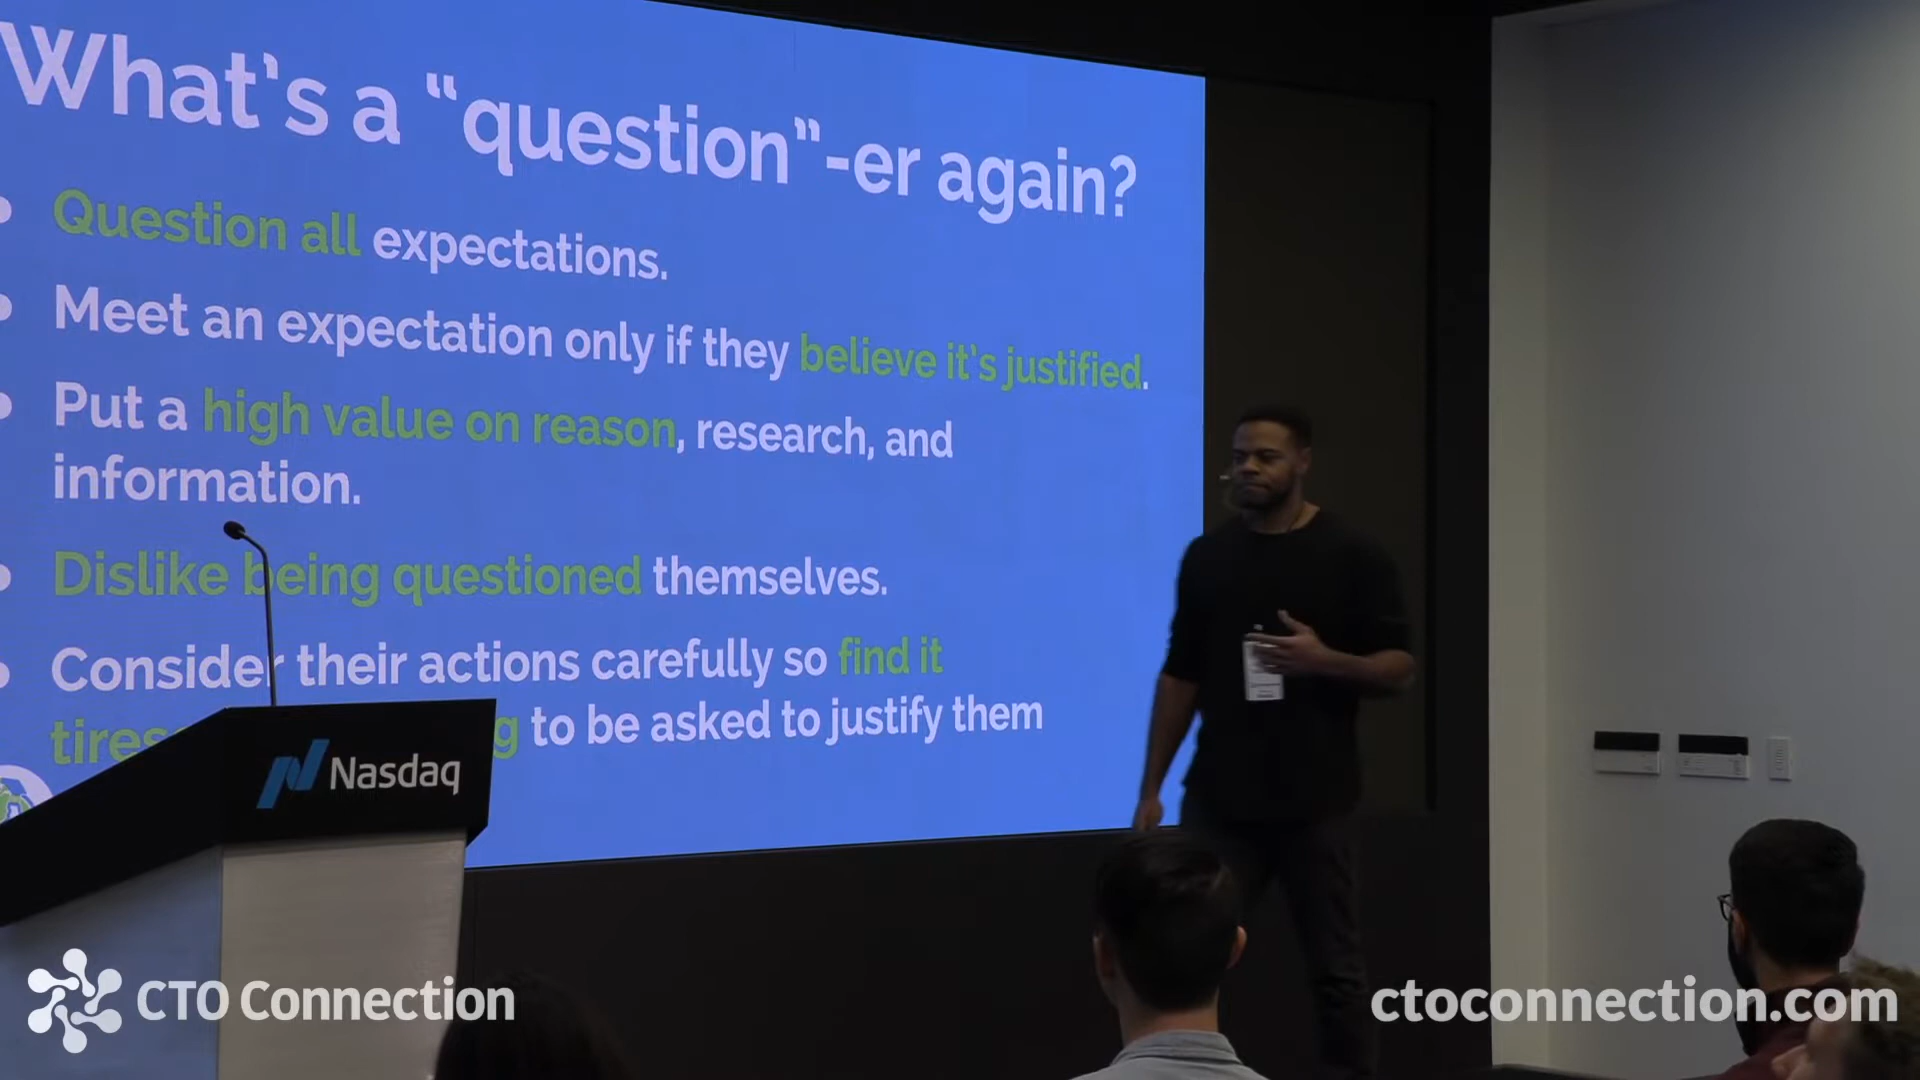 What's a “question”-er again?
Question all expectations.
Meet an expectation only if they believe it's justified.
Put a high value on reason, research, and
information.
Dislike being questioned themselves.
Consider their actions carefully so find it
to be asked to justify them
Nasdaq
CTO Connection
ctoconnection.com